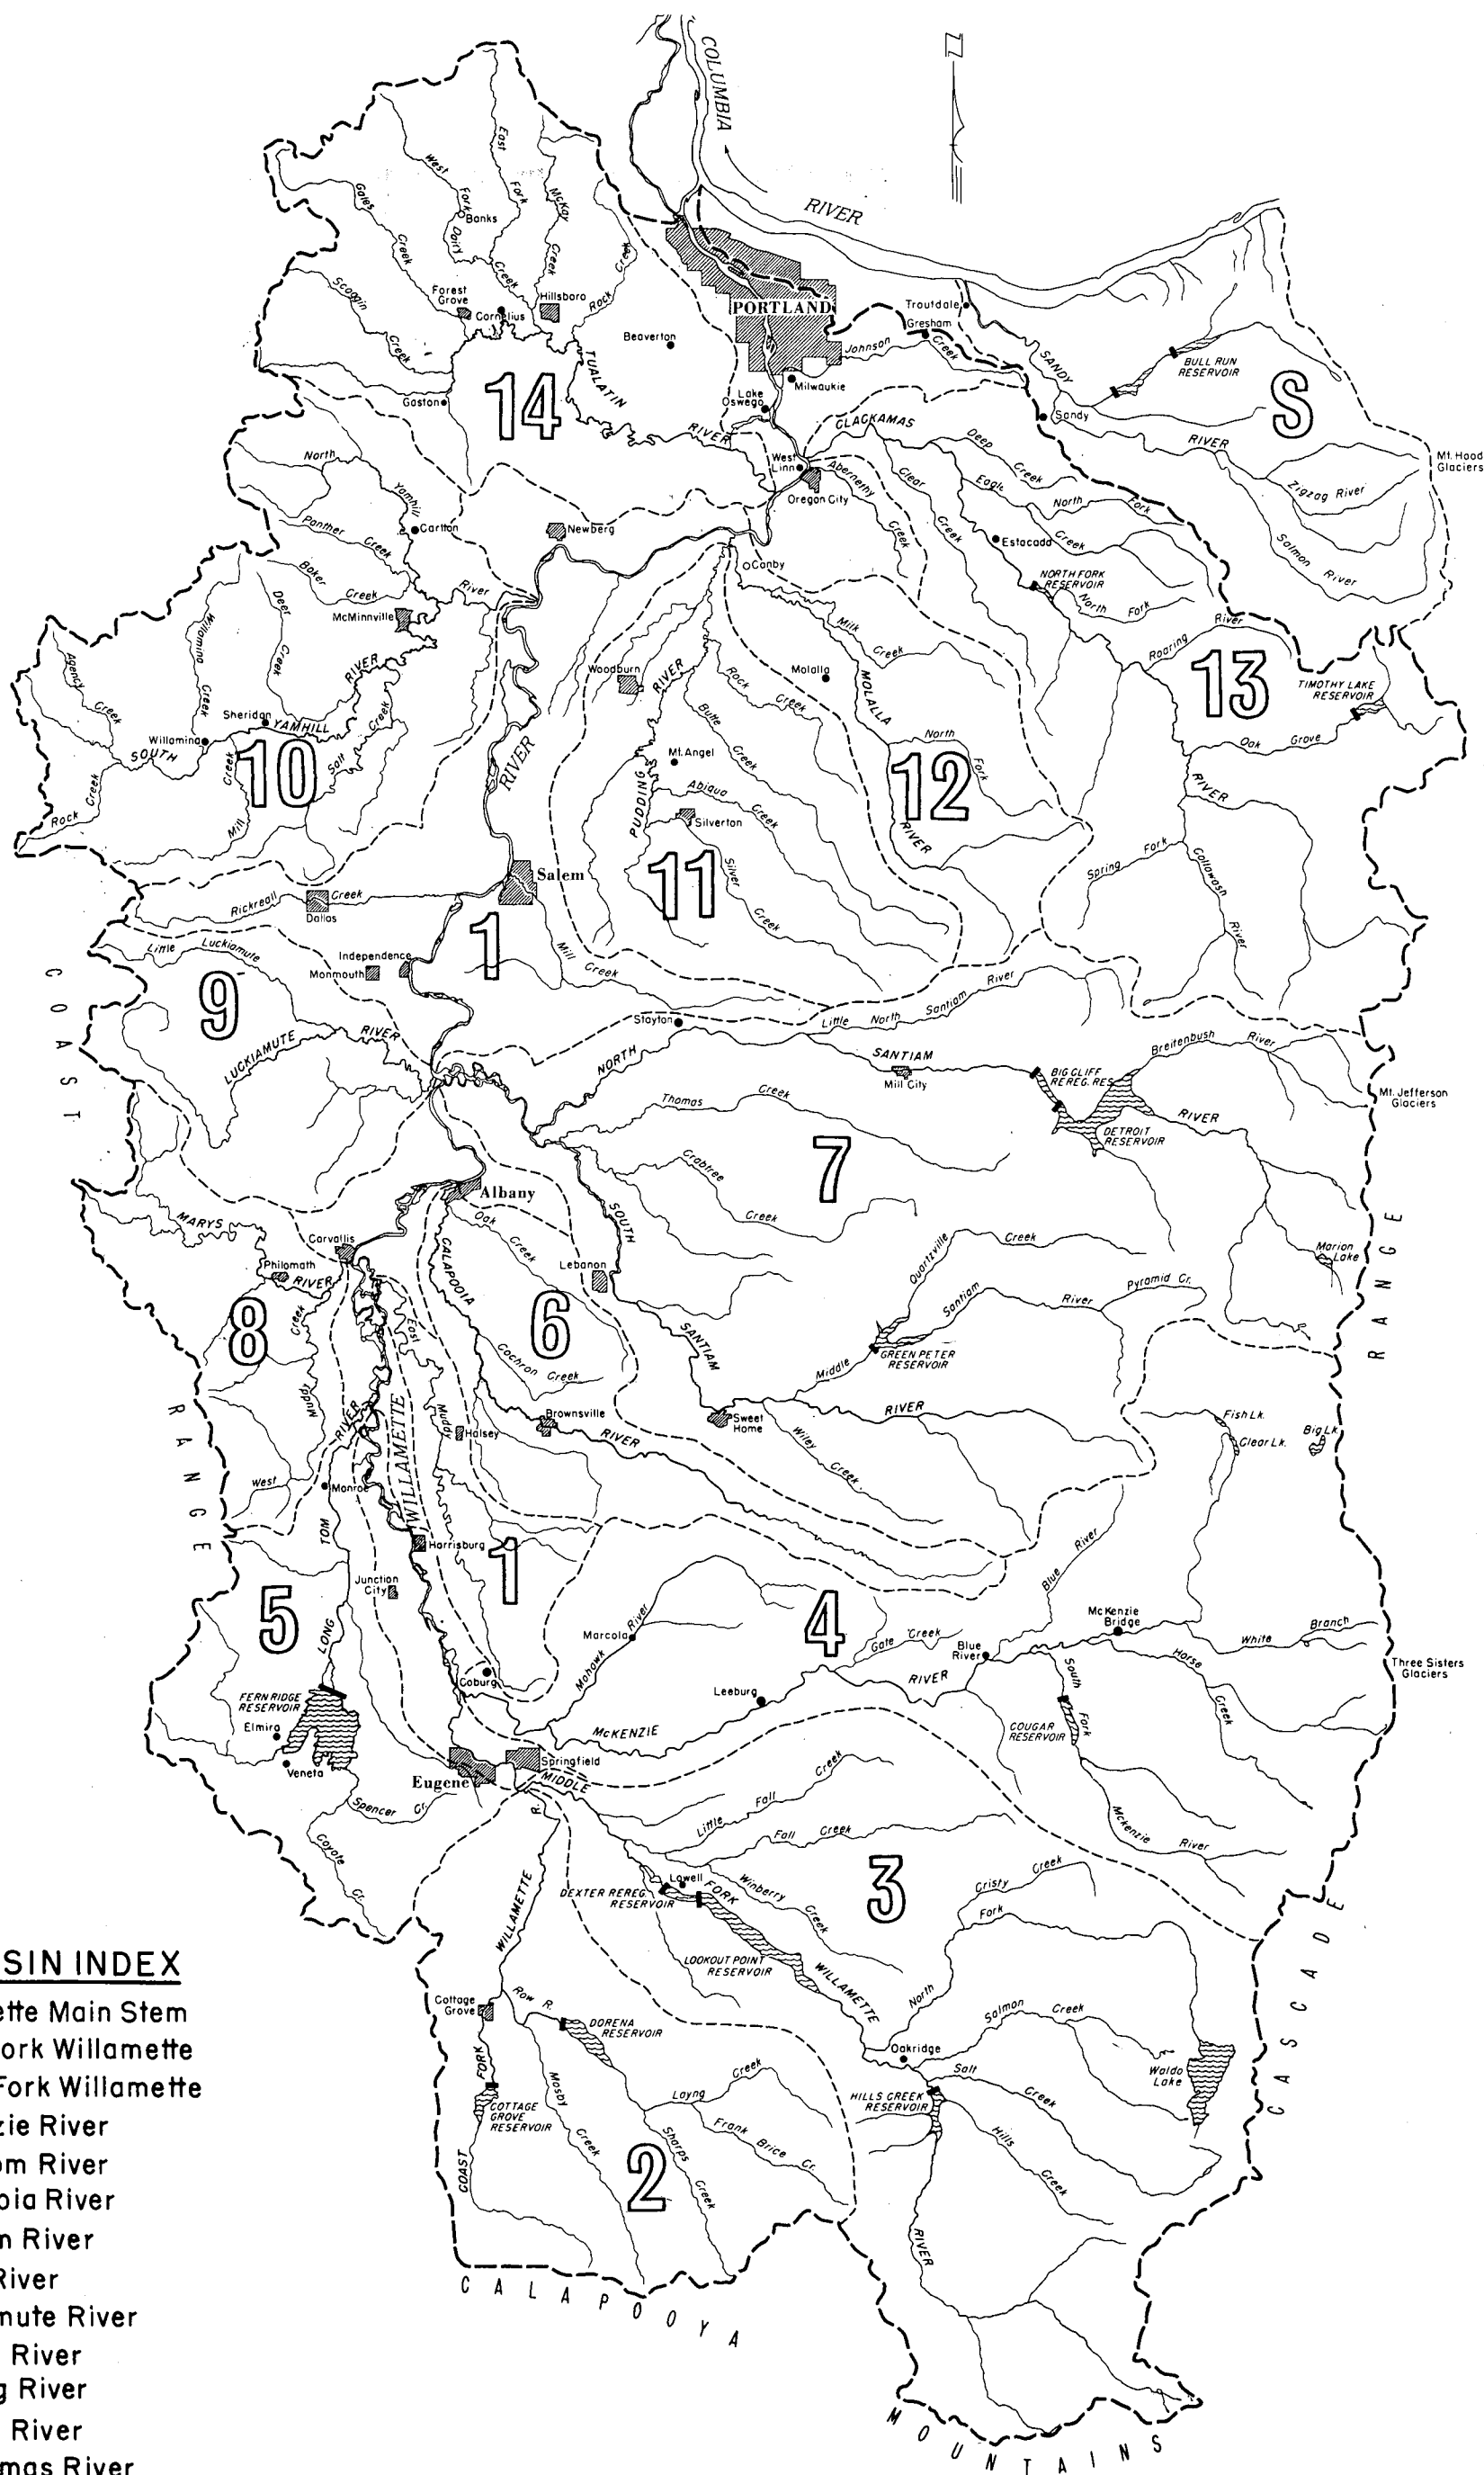 N
COLUMBIA
RIVER
West
Fork
Dairy
East
Fork
Creek
McKay
Creek
Gales
Creek
Banks
Rock
Creek
Scoggin
Creek
Forest
Grove
Cornelius
Hillsboro
Beaverton
PORTLAND
Troutdale
Gresham
Johnson
Creek
SANDY
RIVER
BULL RUN
RESERVOIR
S
TUALATIN
RIVER
14
Gaston
Lake
Oswego
Milwaukie
Sandy
CLACKAMAS
Mt. Hood
Glaciers
Zigzag River
Salmon
River
West
Linn
Oregon City
Abernethy
Creek
Clear
Creek
Deep
Creek
Eagle
Creek
North
Fork
Estacada
NORTH FORK
RESERVOIR
North
Fork
North
Yamhill
River
Panther
Creek
Carlton
Newberg
Canby
Baker
Creek
McMinnville
Deer
Creek
Willamina
Creek
Agency
Creek
Milk
Creek
Roaring
River
13
TIMOTHY LAKE
RESERVOIR
Oak
Grove
Woodburn
RIVER
PUDDING
Rock
Creek
Molalla
MOLALLA
RIVER
Sheridan
YAMHILL
RIVER
Willamina
SOUTH
10
Salt
Creek
Mill
Creek
Rock
Creek
RIVER
Butte
Creek
Mt. Angel
Abiqua
Creek
Silverton
Silver
Creek
11
12
North
Fork
RIVER
Spring
Fork
Collowash
River
Salem
Rickreall
Creek
Dallas
1
Mill
Creek
Little
Luckiamute
Independence
Monmouth
9
LUCKIAMUTE
RIVER
COAST
RANGE
Stayton
Little
North
Santiam
River
NORTH
SANTIAM
RIVER
Mill City
BIG CLIFF
REREG. RES.
DETROIT
RESERVOIR
Breitenbush
River
Mt. Jefferson
Glaciers
Thomas
Creek
7
Crabtree
Creek
Albany
Oak
Creek
CALAPOOIA
RIVER
SOUTH
SANTIAM
RIVER
Lebanon
MARYS
RIVER
Corvallis
Philomath
8
6
Quartzville
Creek
Marion
Lake
Middle
Santiam
River
Pyramid Cr.
GREEN PETER
RESERVOIR
RANGE
Muddy
Creek
East
Muddy
Cochron
Creek
Brownsville
Halsey
Sweet
Home
Wiley
Creek
Fish Lk.
Clear Lk.
Big Lk.
West
RIVER
WILLAMETTE
Monroe
TOM
LONG
Harrisburg
1
Junction
City
5
Coburg
Marcola
Mohawk
River
4
Gate
Creek
Blue
River
Blue
River
McKenzie
Bridge
White
Branch
Horse
Creek
Three Sisters
Glaciers
South
Fork
McKenzie
River
COUGAR
RESERVOIR
Leeburg
McKENZIE
RIVER
FERN RIDGE
RESERVOIR
Elmira
Veneta
Spencer
Cr.
Coyote
Cr.
Eugene
Springfield
MIDDLE
R.
Little
Fall
Creek
Fall
Creek
3
Winberry
Creek
Lowell
FORK
DEXTER REREG.
RESERVOIR
LOOKOUT POINT
RESERVOIR
WILLAMETTE
Cristy
Creek
North
Fork
WILLAMETTE
CASCADE
SIN INDEX
ette Main Stem
ork Willamette
Fork Willamette
zie River
om River
oia River
m River
River
mute River
River
g River
River
mas River
Cottage
Grove
Row R.
DORENA
RESERVOIR
FORK
COAST
COTTAGE
GROVE
RESERVOIR
Mosby
Creek
Layng
Creek
Frank
Brice
Cr.
Sharps
Creek
2
Salmon
Creek
Oakridge
Salt
Creek
Waldo
Lake
HILLS CREEK
RESERVOIR
Hills
Creek
RIVER
CALAPOOYA
MOUNTAINS